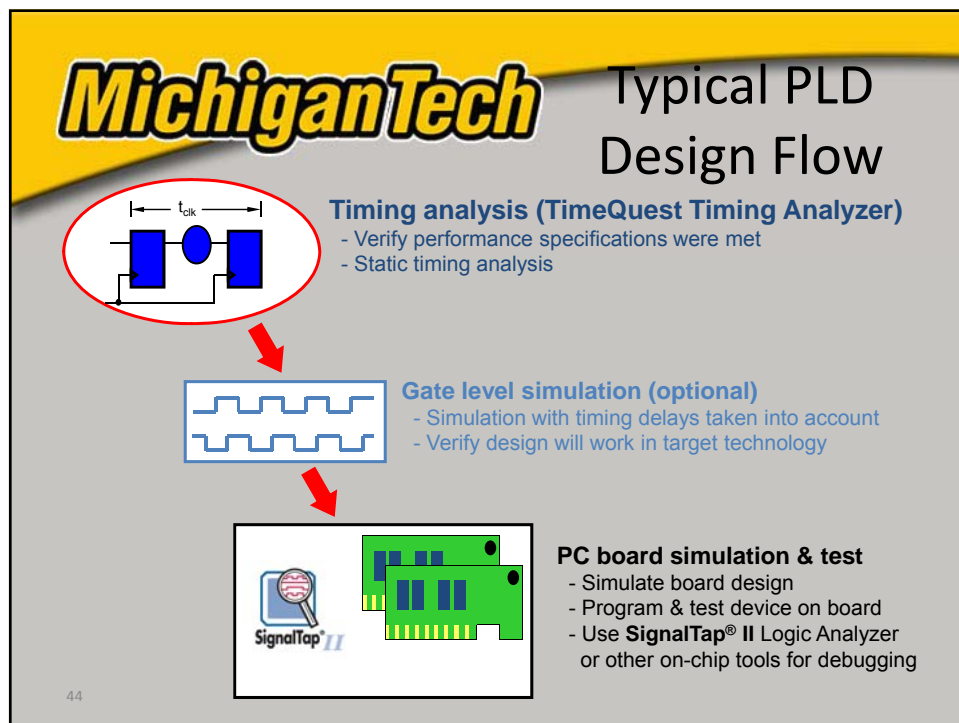 MichiganTech
Typical PLD
Design Flow
tclk
Timing analysis (TimeQuest Timing Analyzer)
- Verify performance specifications were met
- Static timing analysis
Gate level simulation (optional)
- Simulation with timing delays taken into account
- Verify design will work in target technology
SignalTap® II
PC board simulation & test
- Simulate board design
- Program & test device on board
- Use SignalTap® II Logic Analyzer
or other on-chip tools for debugging
44